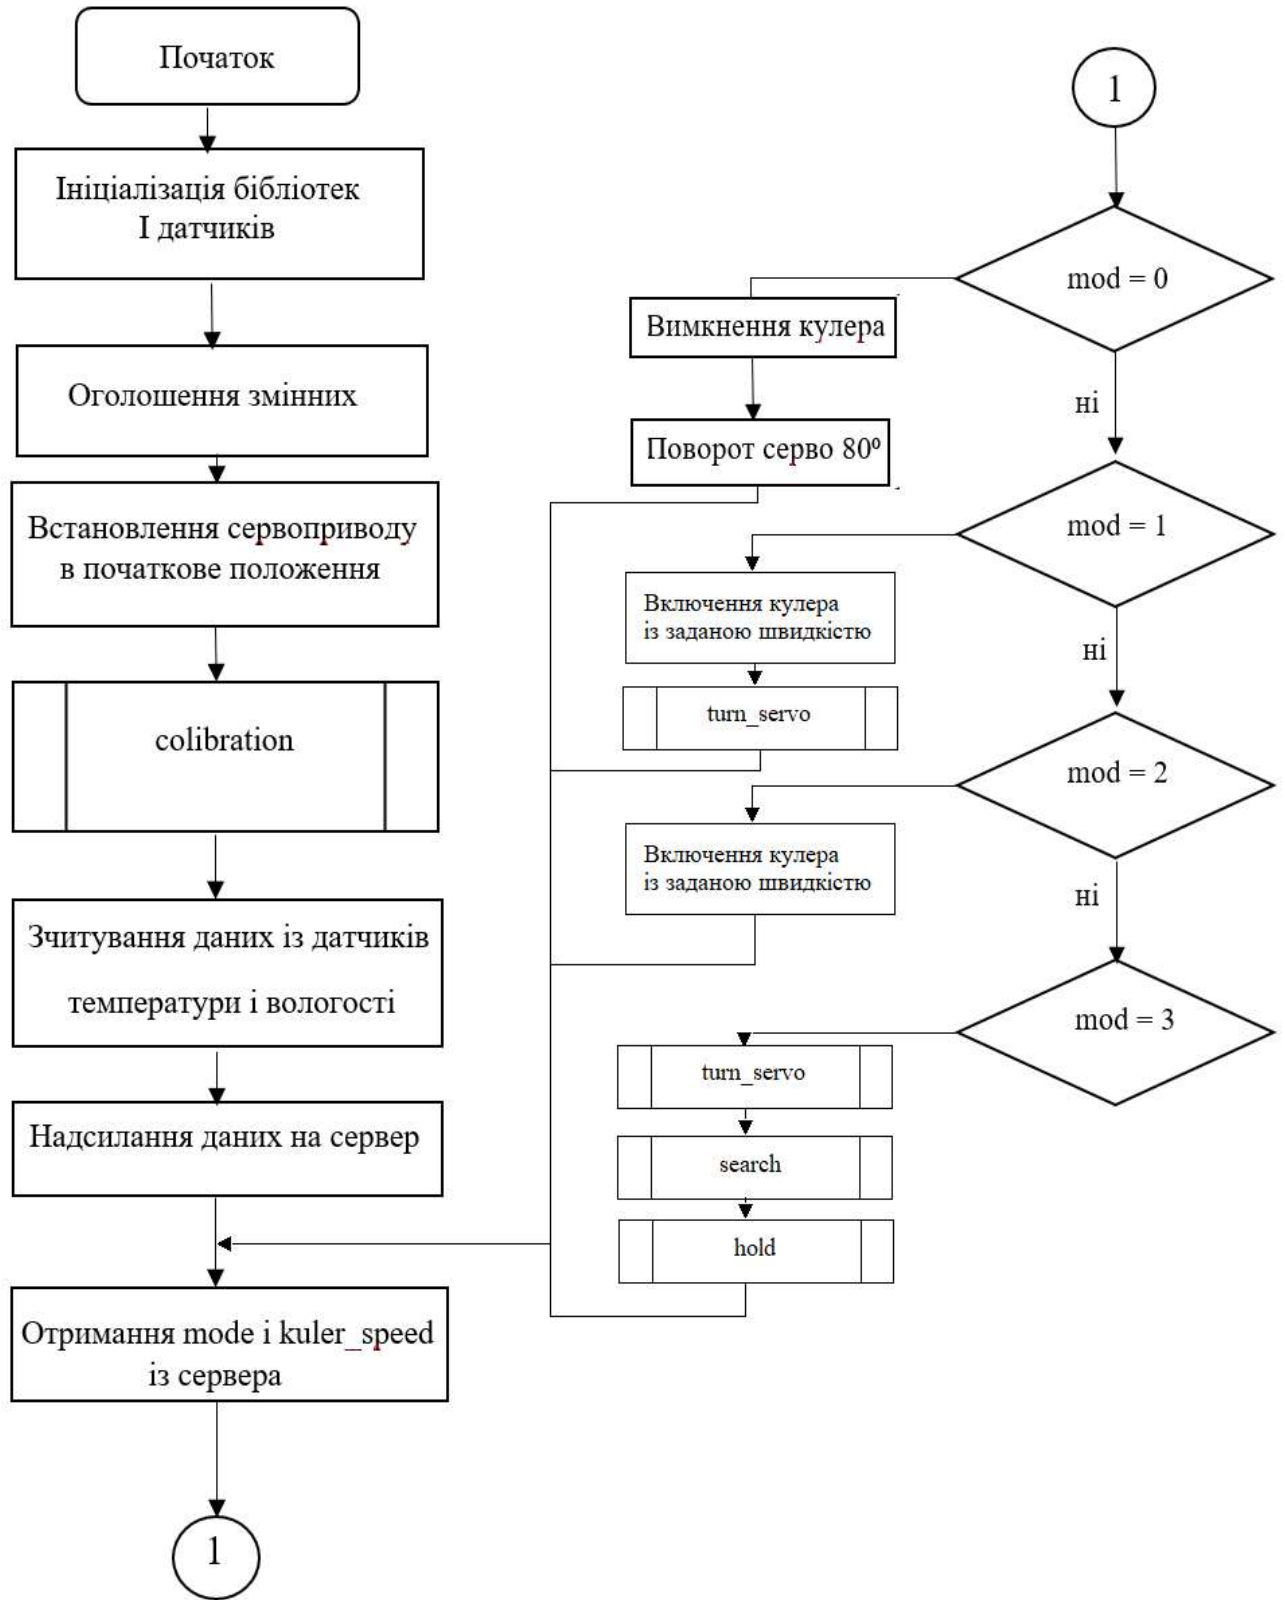 Початок
Ініціалізація бібліотек
І датчиків
Оголошення змінних
Встановлення сервоприводу
в початкове положення
colibration
Зчитування даних із датчиків
температури і вологості
Надсилання даних на сервер
Отримання mode і kuler_speed
із сервера
1
1
mod = 0
Вимкнення кулера
Поворот серво 80º
ні
mod = 1
Включення кулера
із заданою швидкістю
turn_servo
ні
mod = 2
Включення кулера
із заданою швидкістю
ні
mod = 3
turn_servo
search
hold